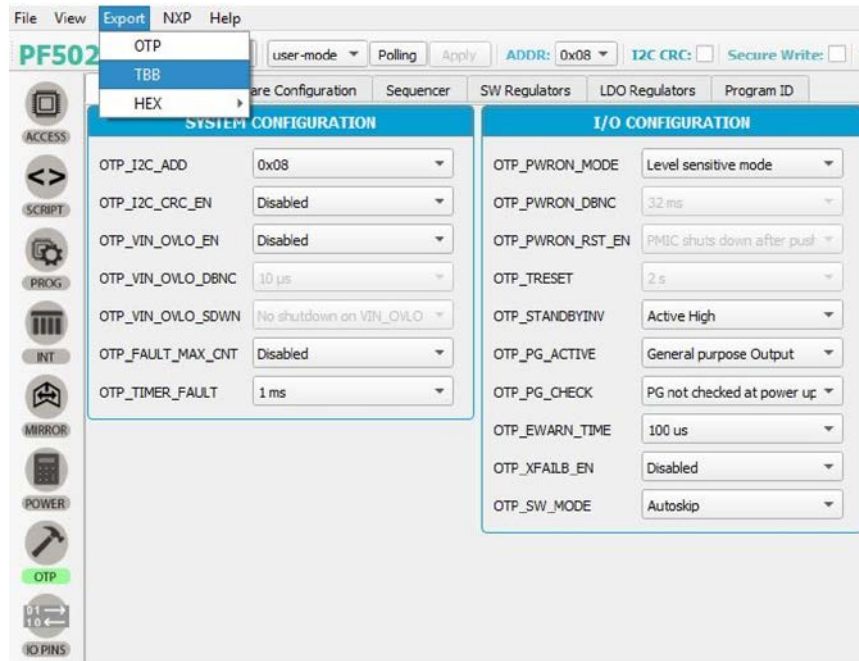 File View Export NXP Help
PF502
OTP
TBB
HEX
user-mode Polling Apply ADDR: 0x08 I2C CRC: Secure Write:
are Configuration Sequencer SW Regulators LDO Regulators Program ID
ACCESS
SCRIPT
PROG
INT
MIRROR
POWER
OTP
IO PINS
SYSTEM CONFIGURATION
OTP_I2C_ADD 0x08
OTP_I2C_CRC_EN Disabled
OTP_VIN_OVLO_EN Disabled
OTP_VIN_OVLO_DBNC 10 µs
OTP_VIN_OVLO_SDWN No shutdown on VIN_OVLO
OTP_FAULT_MAX_CNT Disabled
OTP_TIMER_FAULT 1 ms
I/O CONFIGURATION
OTP_PWRON_MODE Level sensitive mode
OTP_PWRON_DBNC 32 ms
OTP_PWRON_RST_EN PMIC shuts down after push
OTP_TRESET 2 s
OTP_STANDBYINV Active High
OTP_PG_ACTIVE General purpose Output
OTP_PG_CHECK PG not checked at power up
OTP_EWARN_TIME 100 us
OTP_XFAILB_EN Disabled
OTP_SW_MODE Autoskip